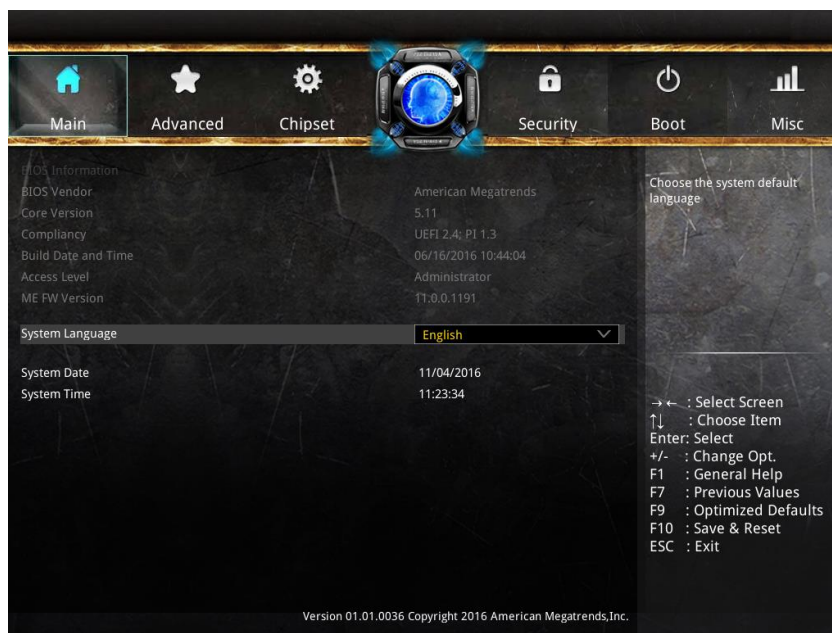 Main Advanced Chipset Security Boot Misc
BIOS Information
BIOS Vendor American Megatrends
Core Version 5.11
Compliancy UEFI 2.4; PI 1.3
Build Date and Time 06/16/2016 10:44:04
Access Level Administrator
ME FW Version 11.0.0.1191
System Language English
System Date 11/04/2016
System Time 11:23:34
Choose the system default
language
→← : Select Screen
↑↓ : Choose Item
Enter: Select
+/- : Change Opt.
F1 : General Help
F7 : Previous Values
F9 : Optimized Defaults
F10 : Save & Reset
ESC : Exit
Version 01.01.0036 Copyright 2016 American Megatrends,Inc.